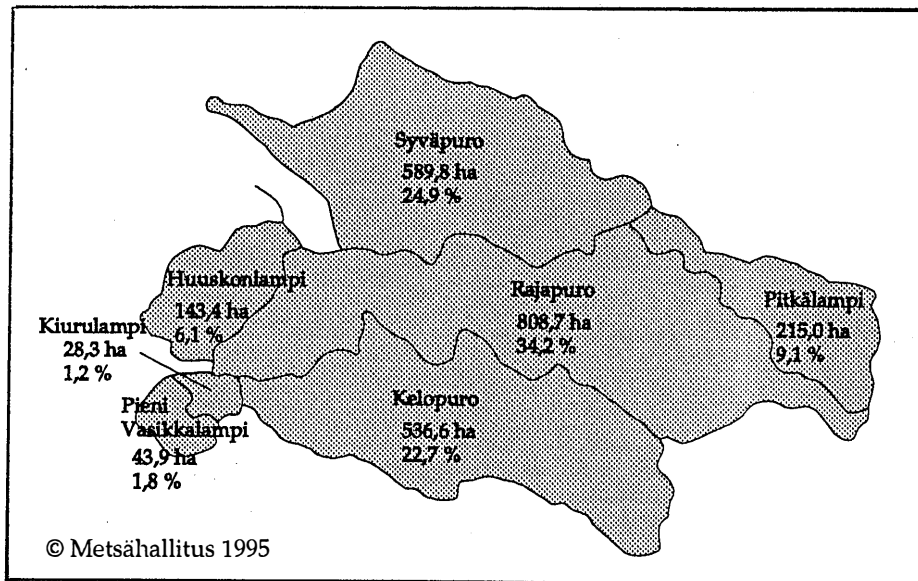 Syväpuro
589,8 ha
24,9 %
Huuskonlampi
143,4 ha
6,1 %
Rajapuro
808,7 ha
34,2 %
Pitkälampi
215,0 ha
9,1 %
Kiurulampi
28,3 ha
1,2 %
Pieni
Vasikkalampi
43,9 ha
1,8 %
Kelopuro
536,6 ha
22,7 %
© Metsähallitus 1995